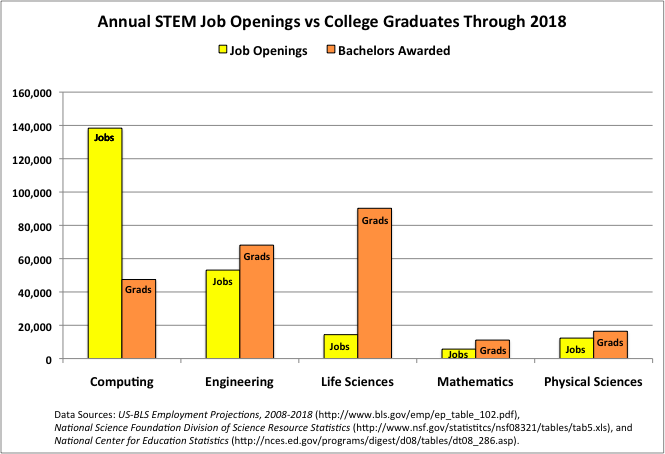 Annual STEM Job Openings vs College Graduates Through 2018
Job Openings Bachelors Awarded
160,000
140,000
120,000
100,000
80,000
60,000
40,000
20,000
0
Jobs Grads
Jobs Grads
Jobs Grads
Jobs Grads
Jobs Grads
Computing Engineering Life Sciences Mathematics Physical Sciences
Data Sources: US-BLS Employment Projections, 2008-2018 (http://www.bls.gov/emp/ep_table_102.pdf),
National Science Foundation Division of Science Resource Statistics (http://www.nsf.gov/statistitcs/nsf08321/tables/tab5.xls), and
National Center for Education Statistics (http://nces.ed.gov/programs/digest/d08/tables/dt08_286.asp).